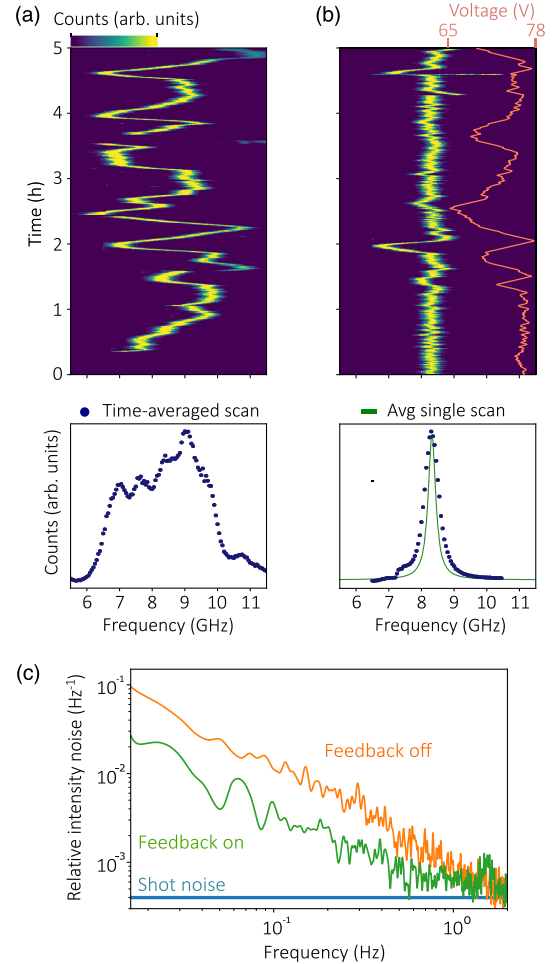 (a)
Counts (arb. units)
(b)
Voltage (V)
65
78
5
4
3
2
1
0
Time (h)
Time-averaged scan
Avg single scan
Counts (arb. units)
6 7 8 9 10 11
6 7 8 9 10 11
Frequency (GHz)
Frequency (GHz)
(c)
Relative intensity noise (Hz⁻¹)
10⁻¹
10⁻²
10⁻³
Feedback off
Feedback on
Shot noise
10⁻¹
10⁰
Frequency (Hz)